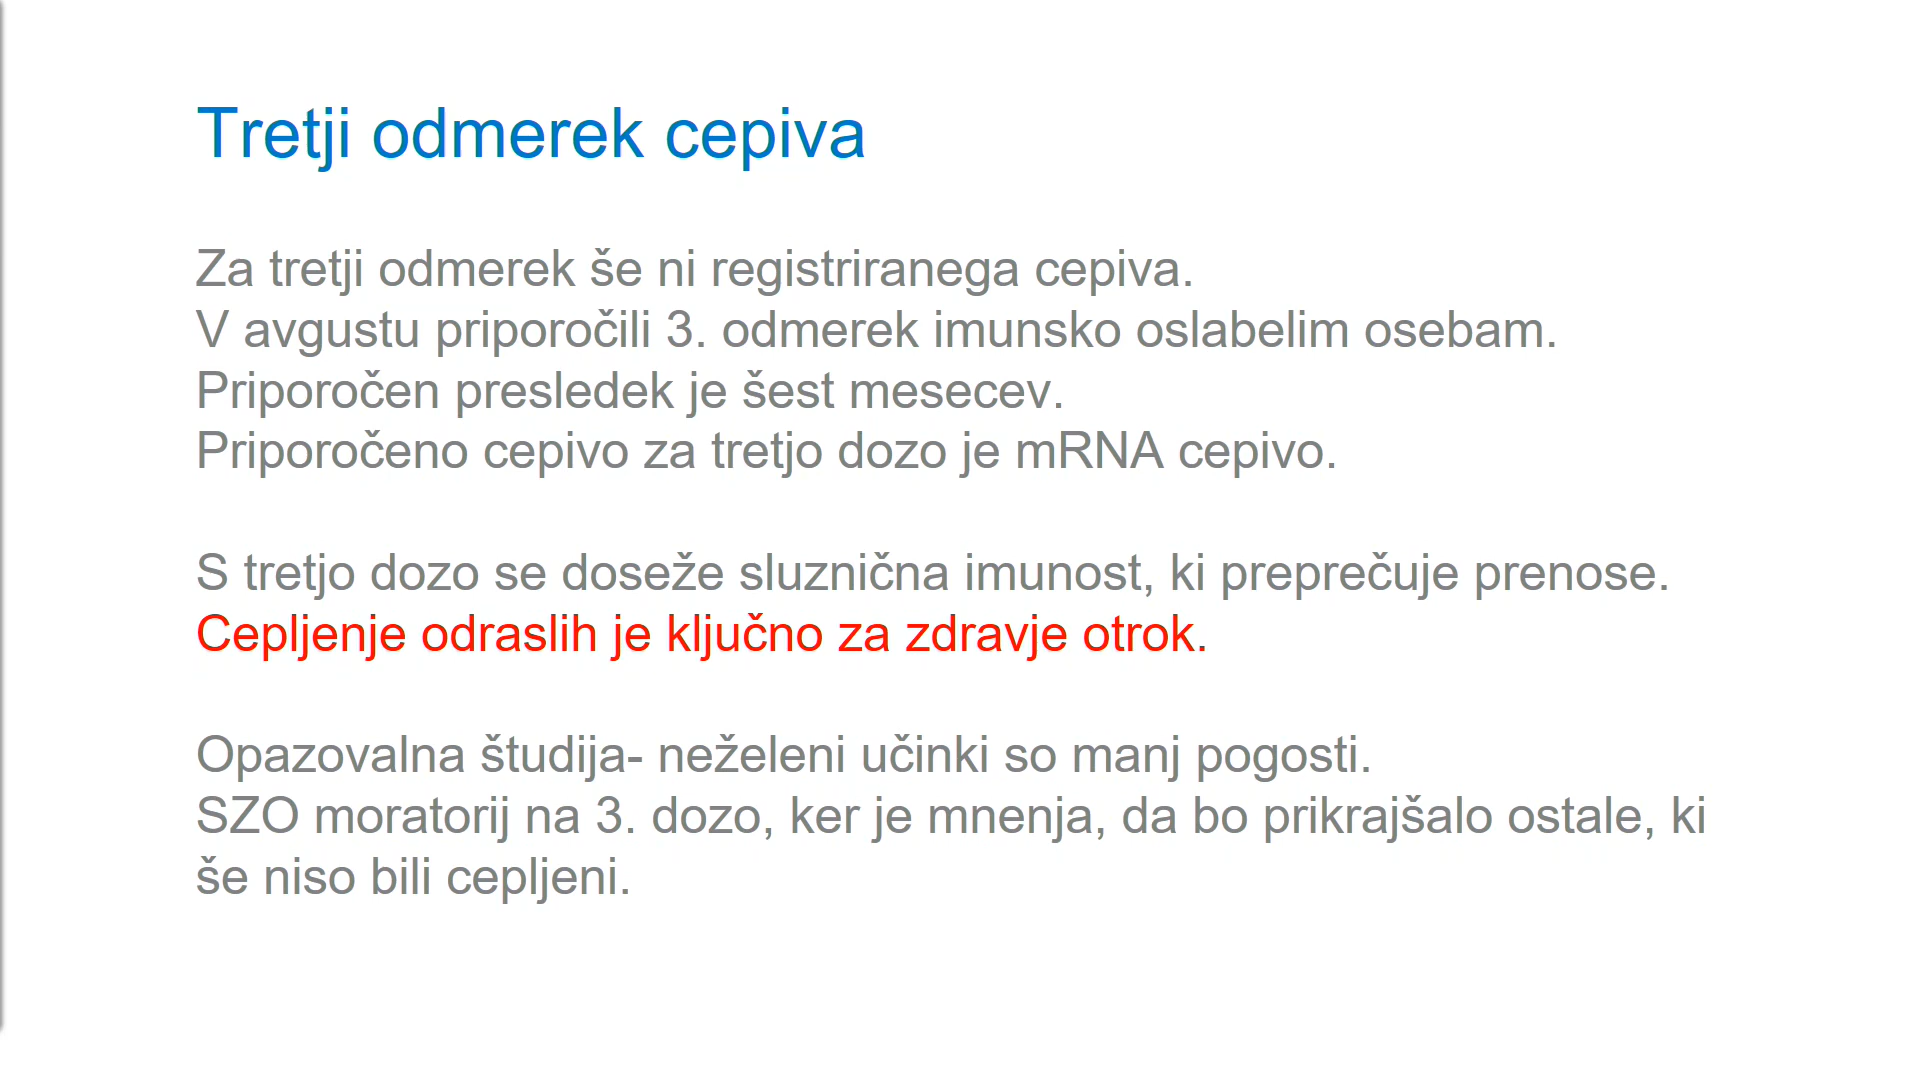 Tretji odmerek cepiva
Za tretji odmerek še ni registriranega cepiva.
V avgustu priporočili 3. odmerek imunsko oslabelim osebam.
Priporočen presledek je šest mesecev.
Priporočeno cepivo za tretjo dozo je mRNA cepivo.
S tretjo dozo se doseže sluznična imunost, ki preprečuje prenose.
Cepljenje odraslih je ključno za zdravje otrok.
Opazovalna študija- neželeni učinki so manj pogosti.
SZO moratorij na 3. dozo, ker je mnenja, da bo prikrajšalo ostale, ki
še niso bili cepljeni.